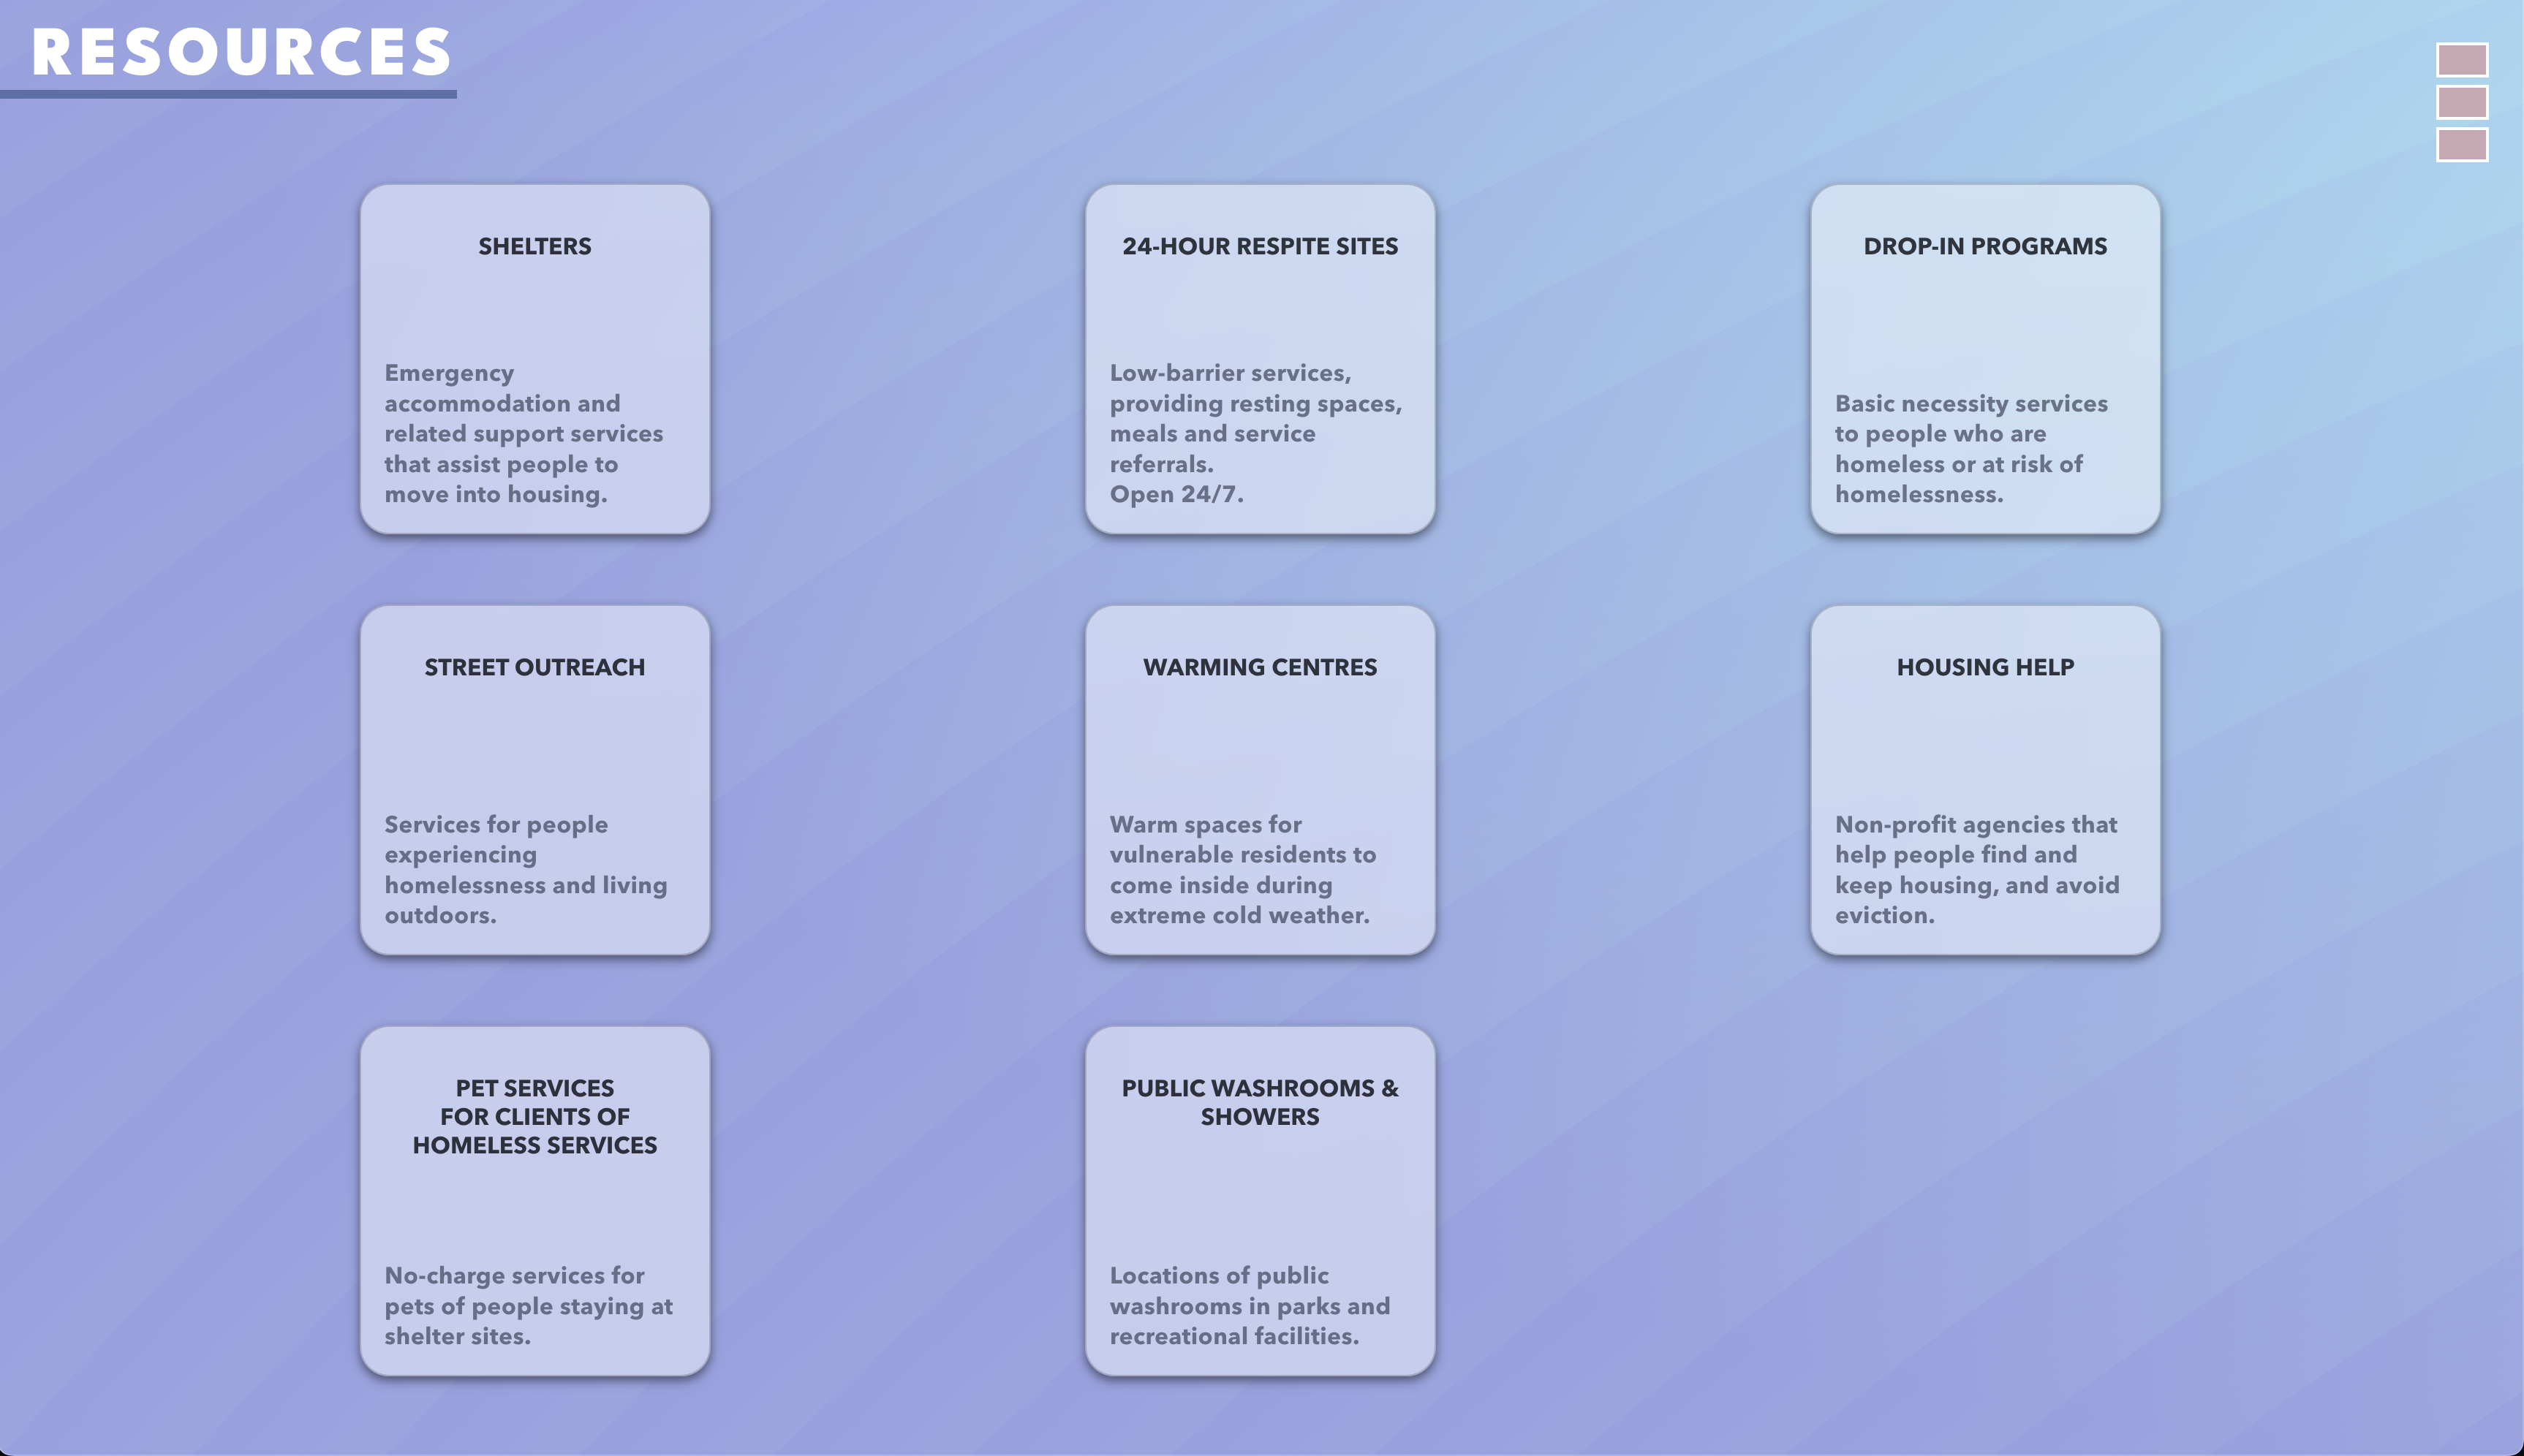 RESOURCES
SHELTERS
Emergency
accommodation and
related support services
that assist people to
move into housing.
24-HOUR RESPITE SITES
Low-barrier services,
providing resting spaces,
meals and service
referrals.
Open 24/7.
DROP-IN PROGRAMS
Basic necessity services
to people who are
homeless or at risk of
homelessness.
STREET OUTREACH
Services for people
experiencing
homelessness and living
outdoors.
WARMING CENTRES
Warm spaces for
vulnerable residents to
come inside during
extreme cold weather.
HOUSING HELP
Non-profit agencies that
help people find and
keep housing, and avoid
eviction.
PET SERVICES
FOR CLIENTS OF
HOMELESS SERVICES
No-charge services for
pets of people staying at
shelter sites.
PUBLIC WASHROOMS &
SHOWERS
Locations of public
washrooms in parks and
recreational facilities.